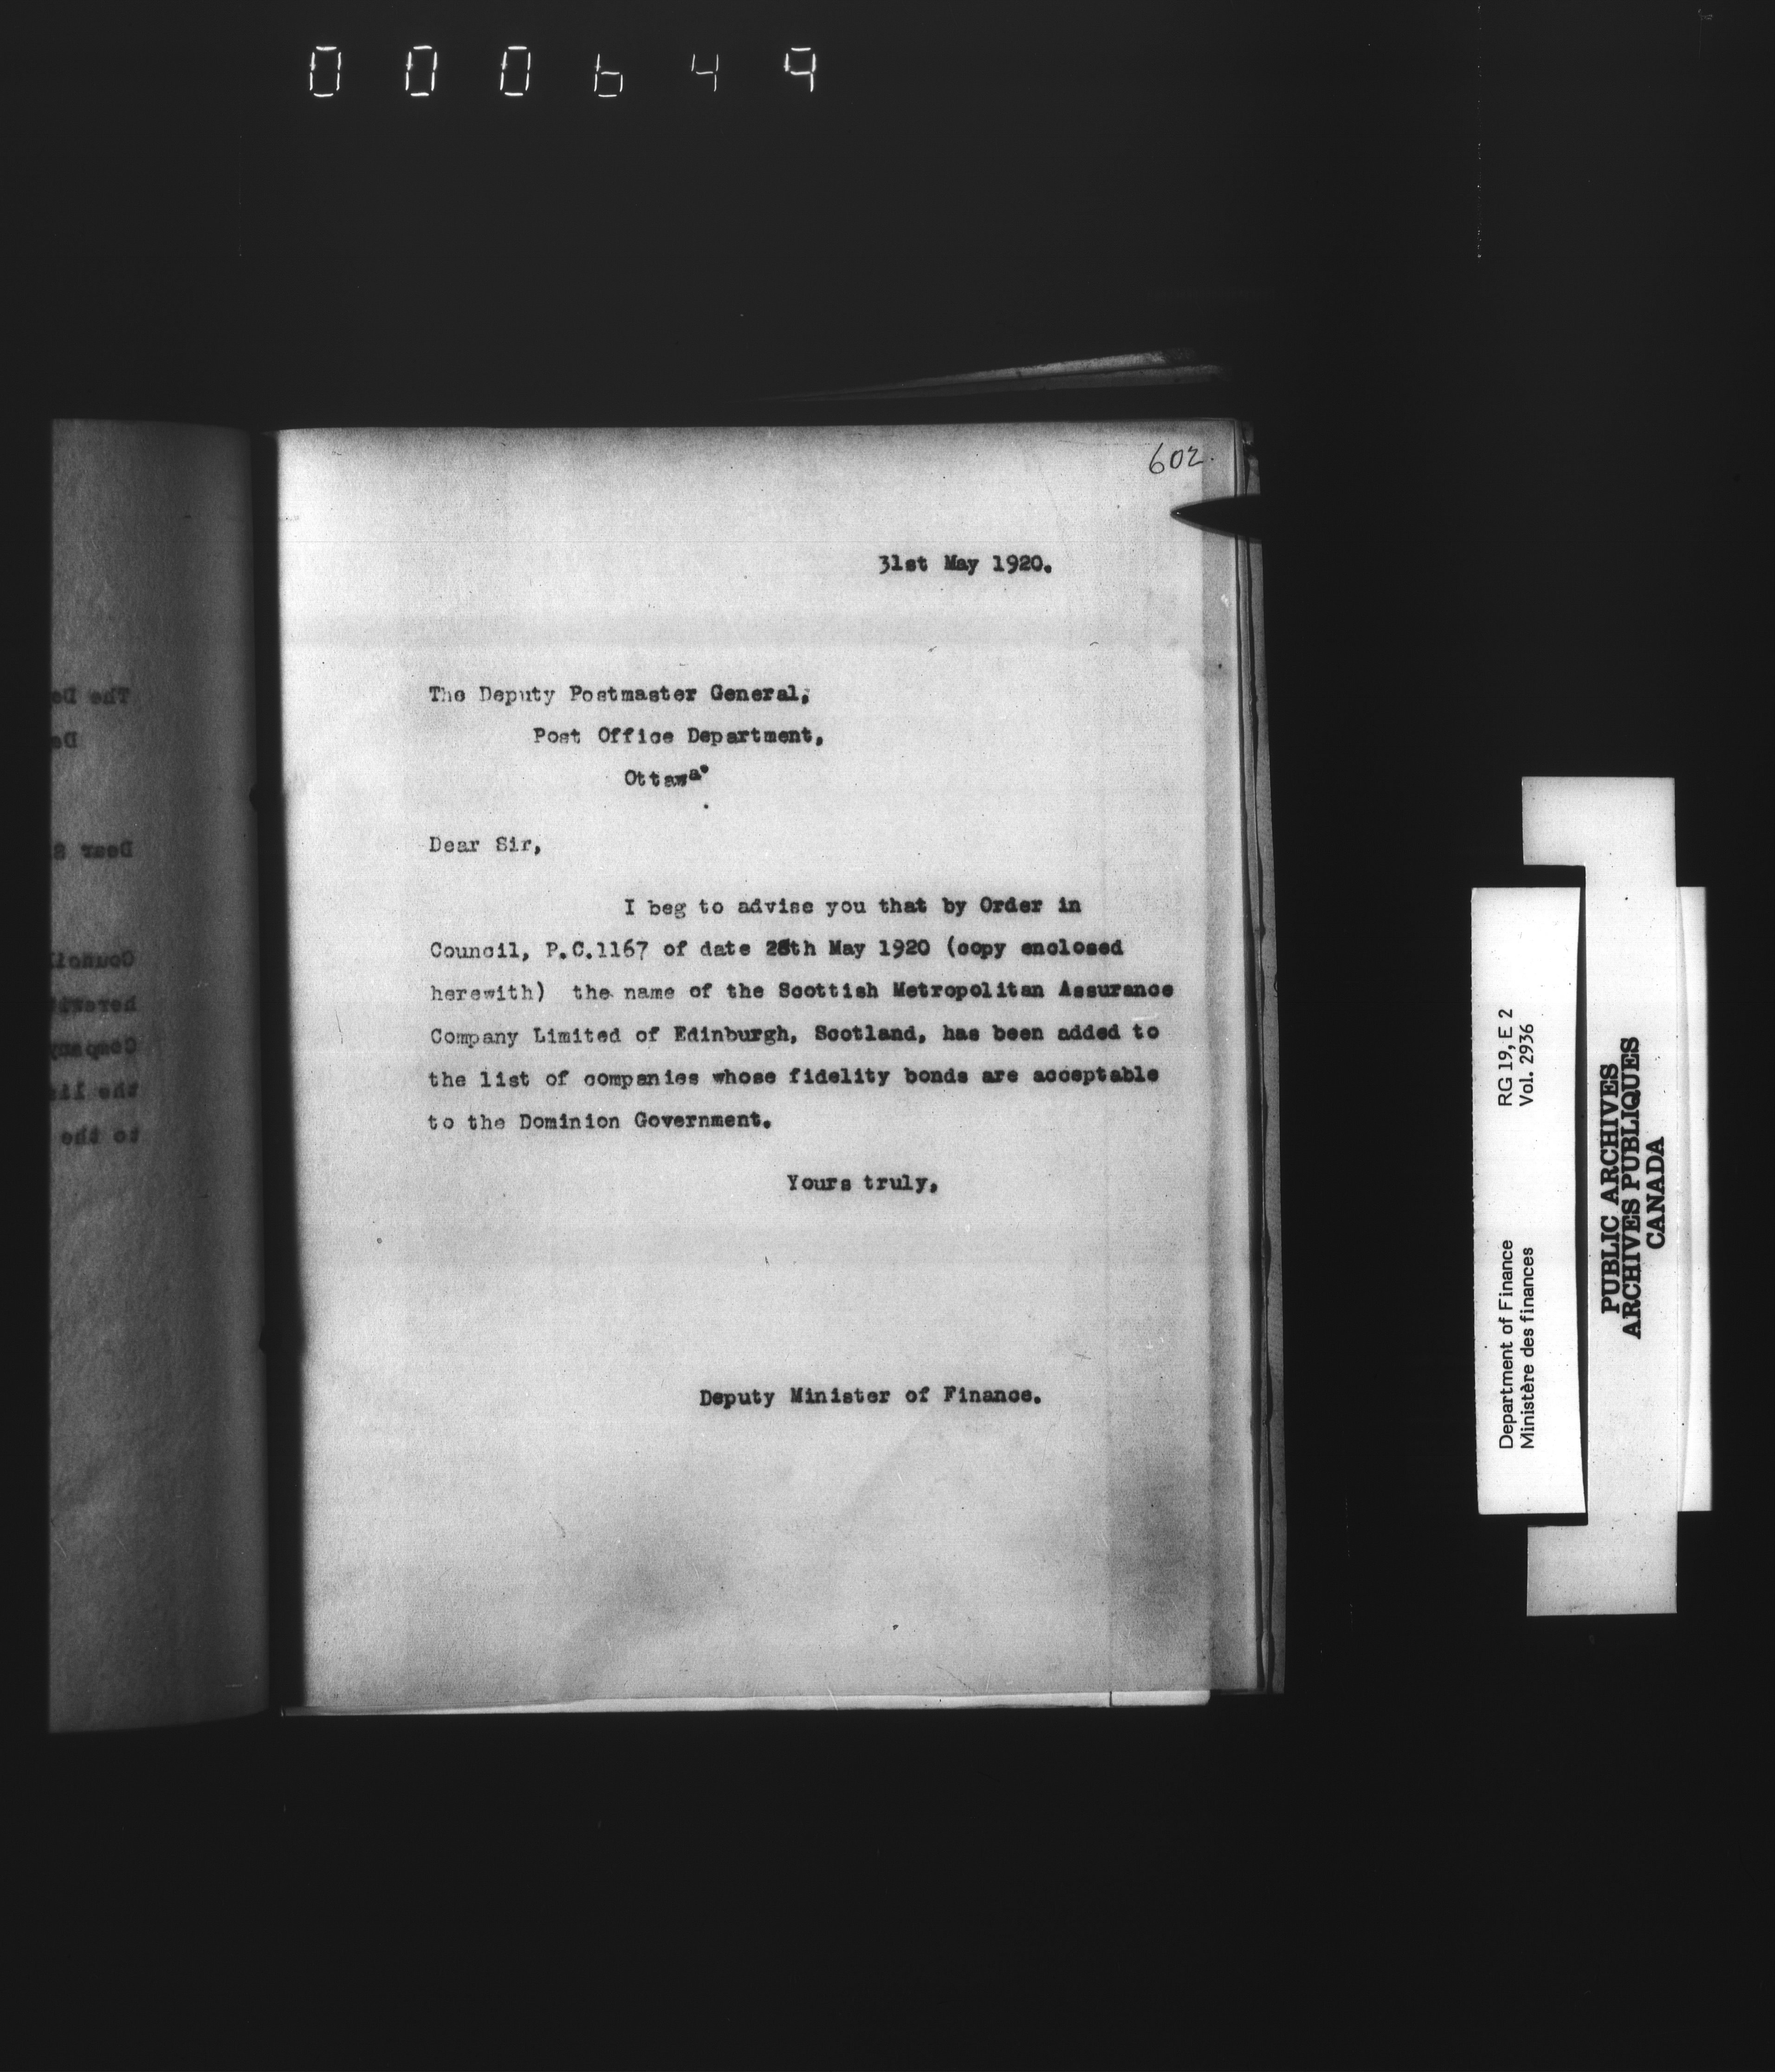 000649
602.
31st May 1920.
The Deputy Postmaster General,
Post Office Department,
Ottawa.
Dear Sir,
I beg to advise you that by Order in
Council, P.C.1167 of date 28th May 1920 (copy enclosed
herewith) the name of the Scottish Metropolitan Assurance
Company Limited of Edinburgh, Scotland, has been added to
the list of companies whose fidelity bonds are acceptable
to the Dominion Government.
Yours truly,
Deputy Minister of Finance.
Department of Finance RG 19, E 2
Ministère des finances Vol. 2936
PUBLIC ARCHIVES
ARCHIVES PUBLIQUES
CANADA